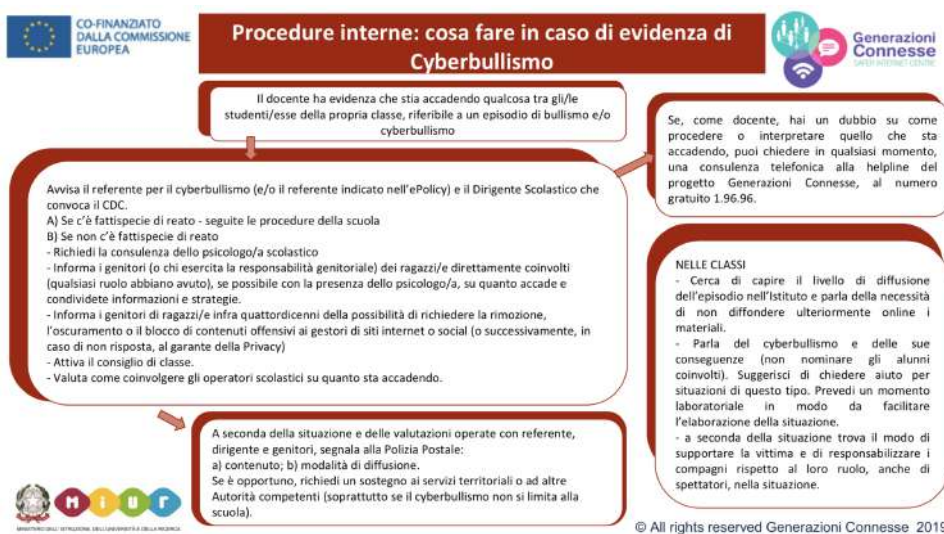 CO-FINANZIATO
DALLA COMMISSIONE
EUROPEA
Procedure interne: cosa fare in caso di evidenza di
Cyberbullismo
Generazioni
Connesse
SAFER INTERNET CENTRE
Il docente ha evidenza che stia accadendo qualcosa tra gli/le
studenti/esse della propria classe, riferibile a un episodio di bullismo e/o
cyberbullismo
Se, come docente, hai un dubbio su come
procedere o interpretare quello che sta
accadendo, puoi chiedere in qualsiasi momento,
una consulenza telefonica alla helpline del
progetto Generazioni Connesse, al numero
gratuito 1.96.96.
Avvisa il referente per il cyberbullismo (e/o il referente indicato nell'ePolicy) e il Dirigente Scolastico che
convoca il CDC.
A) Se c'è fattispecie di reato - seguite le procedure della scuola
B) Se non c'è fattispecie di reato
- Richiedi la consulenza dello psicologo/a scolastico
- Informa i genitori (o chi esercita la responsabilità genitoriale) dei ragazzi/e direttamente coinvolti
(qualsiasi ruolo abbiano avuto), se possibile con la presenza dello psicologo/a, su quanto accade e
condividete informazioni e strategie.
- Informa i genitori di ragazzi/e infra quattordicenni della possibilità di richiedere la rimozione,
l'oscuramento o il blocco di contenuti offensivi ai gestori di siti internet o social (o successivamente, in
caso di non risposta, al garante della Privacy)
- Attiva il consiglio di classe.
- Valuta come coinvolgere gli operatori scolastici su quanto sta accadendo.
NELLE CLASSI
- Cerca di capire il livello di diffusione
dell'episodio nell'Istituto e parla della necessità
di non diffondere ulteriormente online i
materiali.
- Parla del cyberbullismo e delle sue
conseguenze (non nominare gli alunni
coinvolti). Suggerisci di chiedere aiuto per
situazioni di questo tipo. Prevedi un momento
laboratoriale in modo da facilitare
l'elaborazione della situazione.
- a seconda della situazione trova il modo di
supportare la vittima e di responsabilizzare i
compagni rispetto al loro ruolo, anche di
spettatori, nella situazione.
A seconda della situazione e delle valutazioni operate con referente,
dirigente e genitori, segnala alla Polizia Postale:
a) contenuto; b) modalità di diffusione.
Se è opportuno, richiedi un sostegno ai servizi territoriali o ad altre
Autorità competenti (soprattutto se il cyberbullismo non si limita alla
scuola).
miur
MINISTERO DELL'ISTRUZIONE, DELL'UNIVERSITÀ E DELLA RICERCA
© All rights reserved Generazioni Connesse 2019